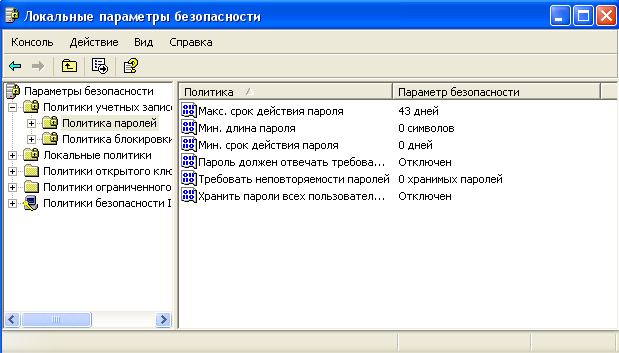 Локальные параметры безопасности
Консоль Действие Вид Справка
Параметры безопасности
Политики учетных записе
Политика паролей
Политика блокировки
Локальные политики
Политики открытого клю
Политики ограниченного
Политики безопасности I
Политика Параметр безопасности
Макс. срок действия пароля 43 дней
Мин. длина пароля 0 символов
Мин. срок действия пароля 0 дней
Пароль должен отвечать требова... Отключен
Требовать неповторяемости паролей 0 хранимых паролей
Хранить пароли всех пользовател... Отключен